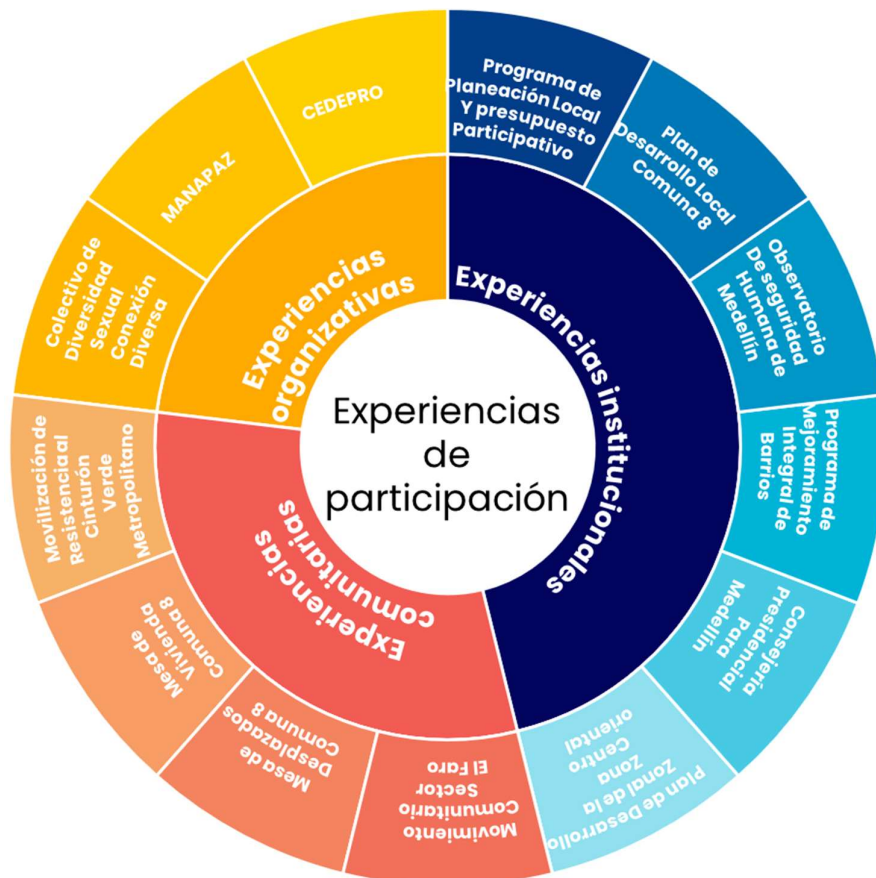 Experiencias
de
participación
Experiencias institucionales
Programa de
Planeación Local
Y presupuesto
Participativo
Plan de
Desarrollo Local
Comuna 8
Observatorio
De seguridad
Humana de
Medellín
Programa de
Mejoramiento
Integral de
Barrios
Consejería
Presidencial
Para
Medellín
Plan de Desarrollo
Zonal de la
Zona
Centro
oriental
Experiencias
comunitarias
Movimiento
Comunitario
Sector
El Faro
Mesa de
Desplazados
Comuna 8
Mesa de
Vivienda
Comuna 8
Movilización de
Resistencia al
Cinturón
Verde
Metropolitano
Experiencias
organizativas
Colectivo de
Diversidad
Sexual
Conexión
Diversa
MANAPAZ
CEDEPRO